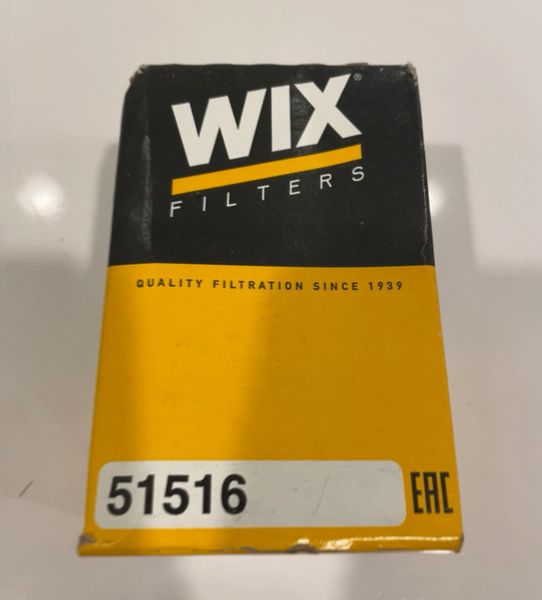 WIX®
FILTERS
QUALITY FILTRATION SINCE 1939
51516
EAC